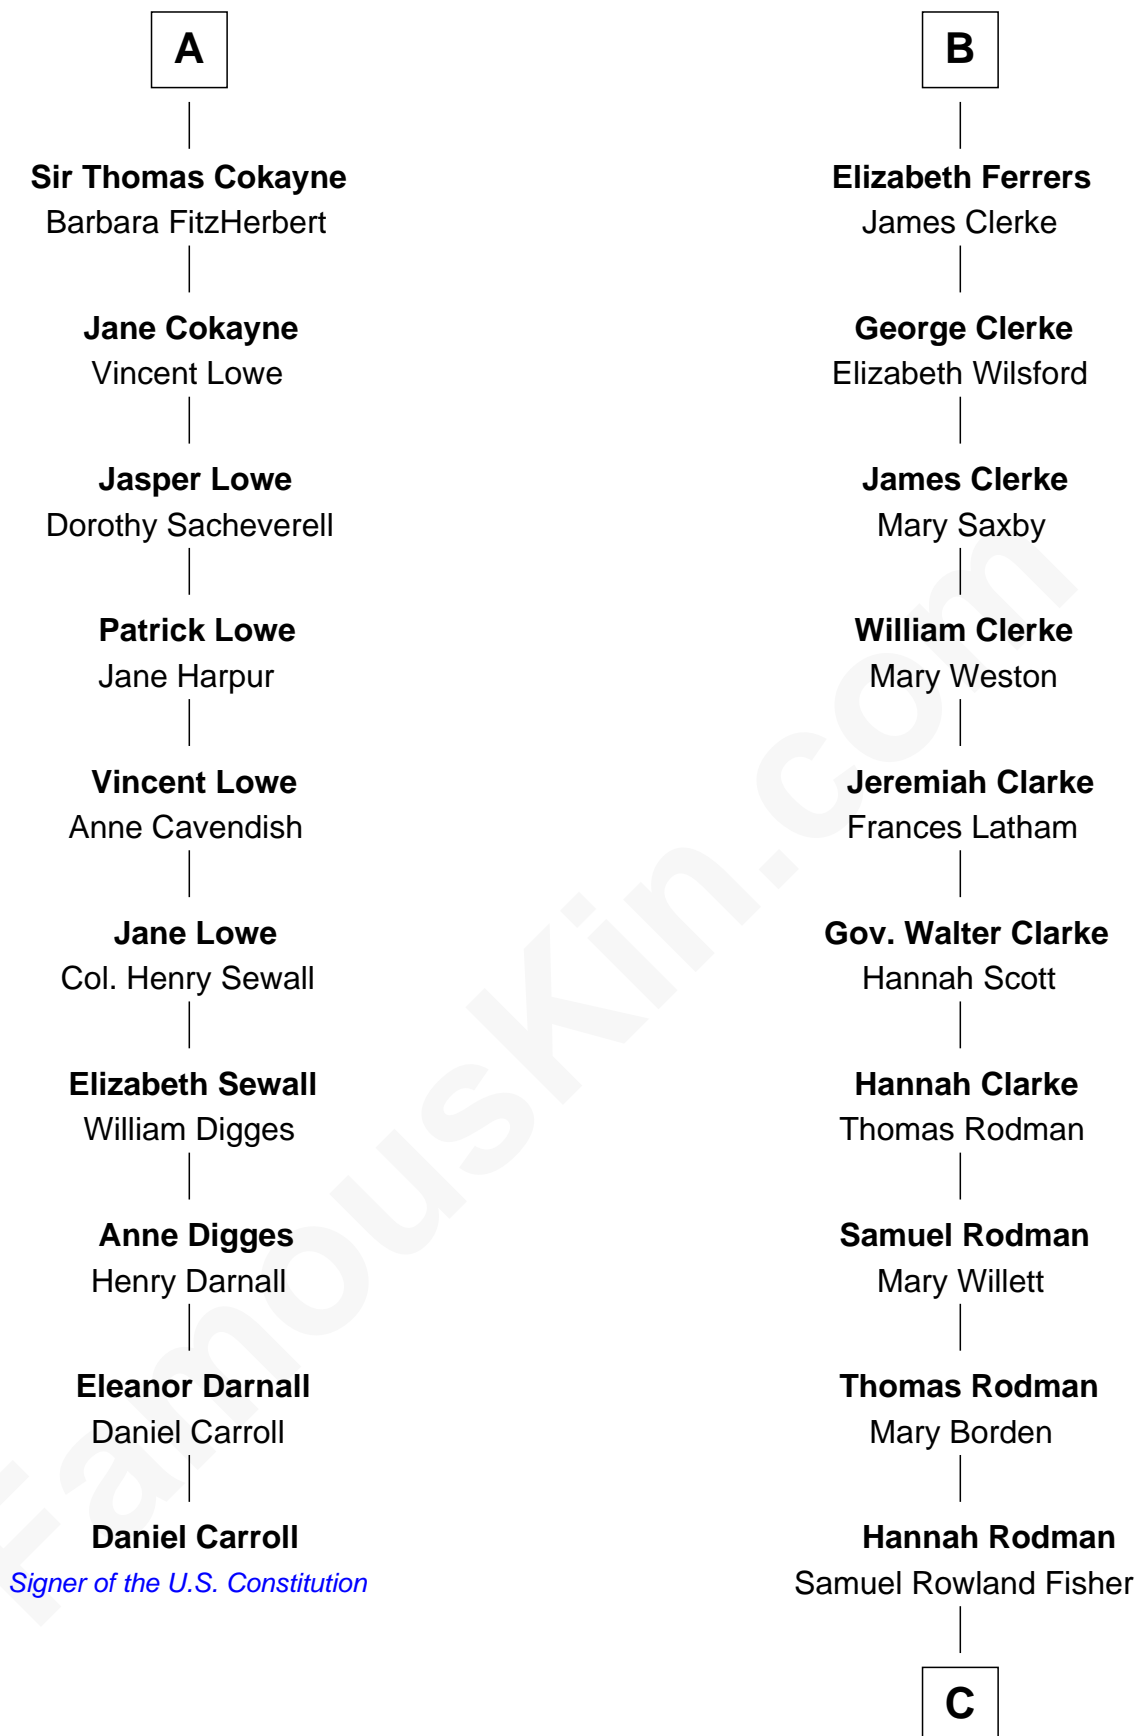 A
Sir Thomas Cokayne
Barbara FitzHerbert
Jane Cokayne
Vincent Lowe
Jasper Lowe
Dorothy Sacheverell
Patrick Lowe
Jane Harpur
Vincent Lowe
Anne Cavendish
Jane Lowe
Col. Henry Sewall
Elizabeth Sewall
William Digges
Anne Digges
Henry Darnall
Eleanor Darnall
Daniel Carroll
Daniel Carroll
Signer of the U.S. Constitution
B
Elizabeth Ferrers
James Clerke
George Clerke
Elizabeth Wilsford
James Clerke
Mary Saxby
William Clerke
Mary Weston
Jeremiah Clarke
Frances Latham
Gov. Walter Clarke
Hannah Scott
Hannah Clarke
Thomas Rodman
Samuel Rodman
Mary Willett
Thomas Rodman
Mary Borden
Hannah Rodman
Samuel Rowland Fisher
C
FamousKin.com